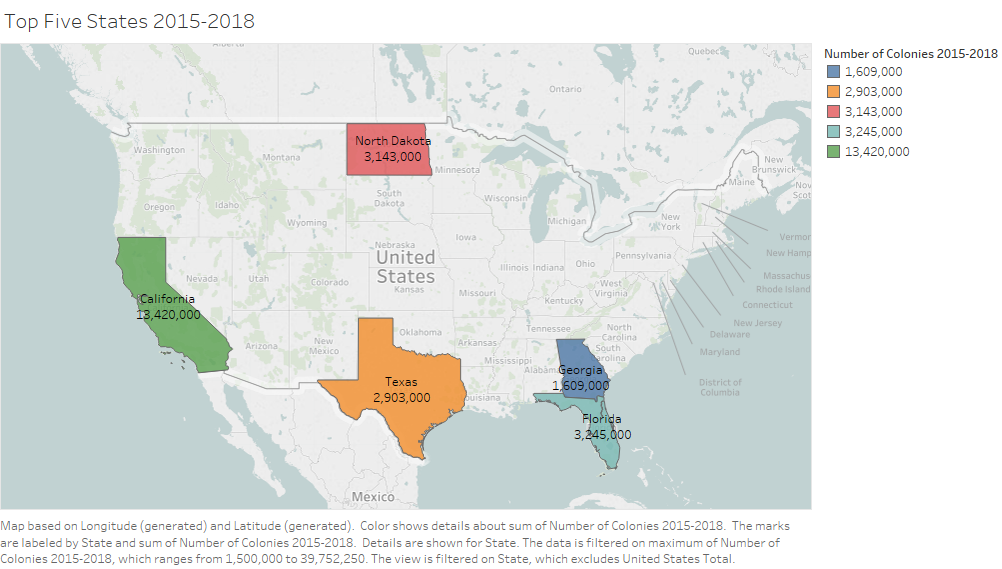 Top Five States 2015-2018
Number of Colonies 2015-2018
1,609,000
2,903,000
3,143,000
3,245,000
13,420,000
Alberta
Quebec
Ontario
Washington
Montana
North Dakota
3,143,000
Minnesota
New
Brunswick
Maine
Nov
Scot
Oregon
Idaho
Wyoming
South
Dakota
Wisconsin
Michigan
New
York
Vermon
New Hamp
Massachus
Rhode Island
Connecticut
New Jersey
Delaware
Maryland
District of
Columbia
Nebraska
Iowa
United
States
Kansas
Illinois
Indiana
Ohio
Pennsylvania
Nevada
Utah
Colorado
Missouri
West
Virginia
Kentucky
California
13,420,000
Arizona
New
Mexico
Oklahoma
Arkansas
Tennessee
North
Carolina
South
Carolina
Mississippi
Alabam
Georgia
1,609,000
Texas
2,903,000
ouisiana
Florida
3,245,000
Mexico
Map based on Longitude (generated) and Latitude (generated). Color shows details about sum of Number of Colonies 2015-2018. The marks
are labeled by State and sum of Number of Colonies 2015-2018. Details are shown for State. The data is filtered on maximum of Number of
Colonies 2015-2018, which ranges from 1,500,000 to 39,752,250. The view is filtered on State, which excludes United States Total.